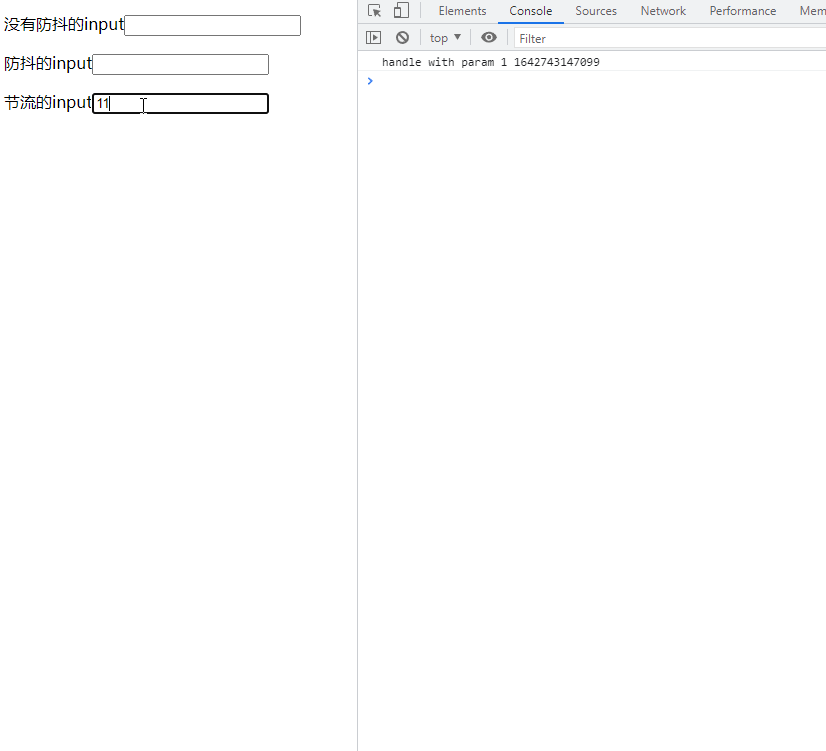 没有防抖的input
防抖的input
节流的input 11
Elements Console Sources Network Performance Mem
top ▼ Filter
handle with param 1 1642743147099